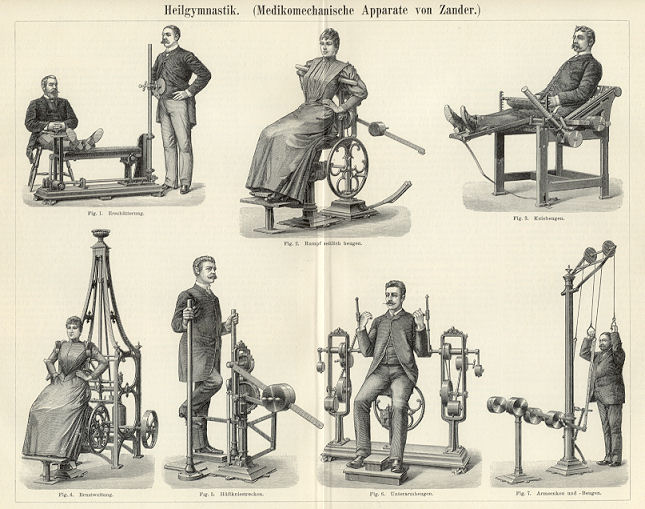 Heilgymnastik. (Medikomechanische Apparate von Zander.)
Fig. 1. Erschütterung.
Fig. 2. Rumpf seitlich beugen.
Fig. 3. Kniebeugen.
Fig. 4. Brustweitung.
Fig. 5. Hüftkniestrecken.
Fig. 6. Unterarmbeugen.
Fig. 7. Armsenken und -Beugen.